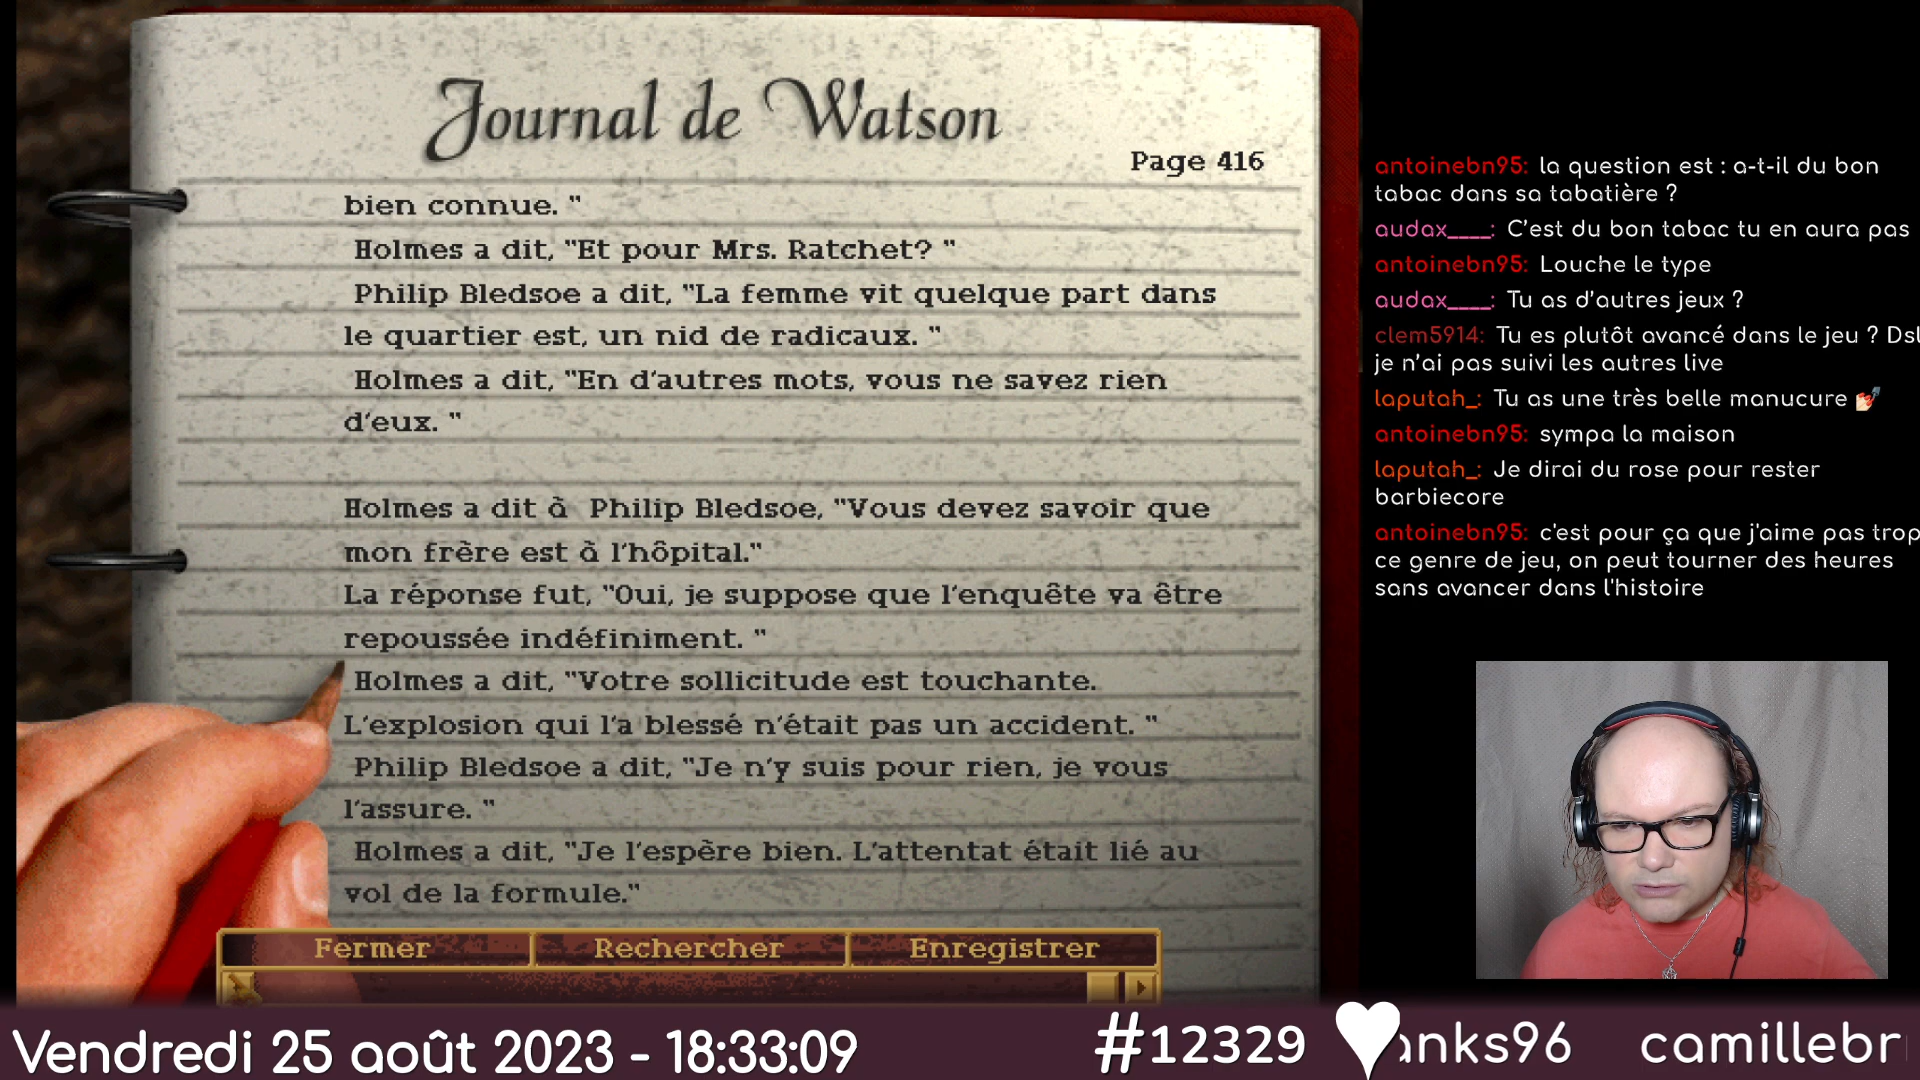 Journal de Watson
Page 416
bien connue. "
Holmes a dit, "Et pour Mrs. Ratchet? "
Philip Bledsoe a dit, "La femme vit quelque part dans
le quartier est, un nid de radicaux. "
Holmes a dit, "En d'autres mots, vous ne savez rien
d'eux. "
Holmes a dit à  Philip Bledsoe, "Vous devez savoir que
mon frère est à l'hôpital."
La réponse fut, "Oui, je suppose que l'enquête va être
repoussée indéfiniment. "
Holmes a dit, "Votre sollicitude est touchante.
L'explosion qui l'a blessé n'était pas un accident. "
Philip Bledsoe a dit, "Je n'y suis pour rien, je vous
l'assure. "
Holmes a dit, "Je l'espère bien. L'attentat était lié au
vol de la formule."
Fermer
Rechercher
Enregistrer
antoinebn95: la question est : a-t-il du bon
tabac dans sa tabatière ?
audax____: C'est du bon tabac tu en aura pas
antoinebn95: Louche le type
audax____: Tu as d'autres jeux ?
clem5914: Tu es plutôt avancé dans le jeu ? Dsl
je n'ai pas suivi les autres live
laputah_: Tu as une très belle manucure 💅
antoinebn95: sympa la maison
laputah_: Je dirai du rose pour rester
barbiecore
antoinebn95: c'est pour ça que j'aime pas trop
ce genre de jeu, on peut tourner des heures
sans avancer dans l'histoire
Vendredi 25 août 2023 - 18:33:09
#12329
anks96
camillebr